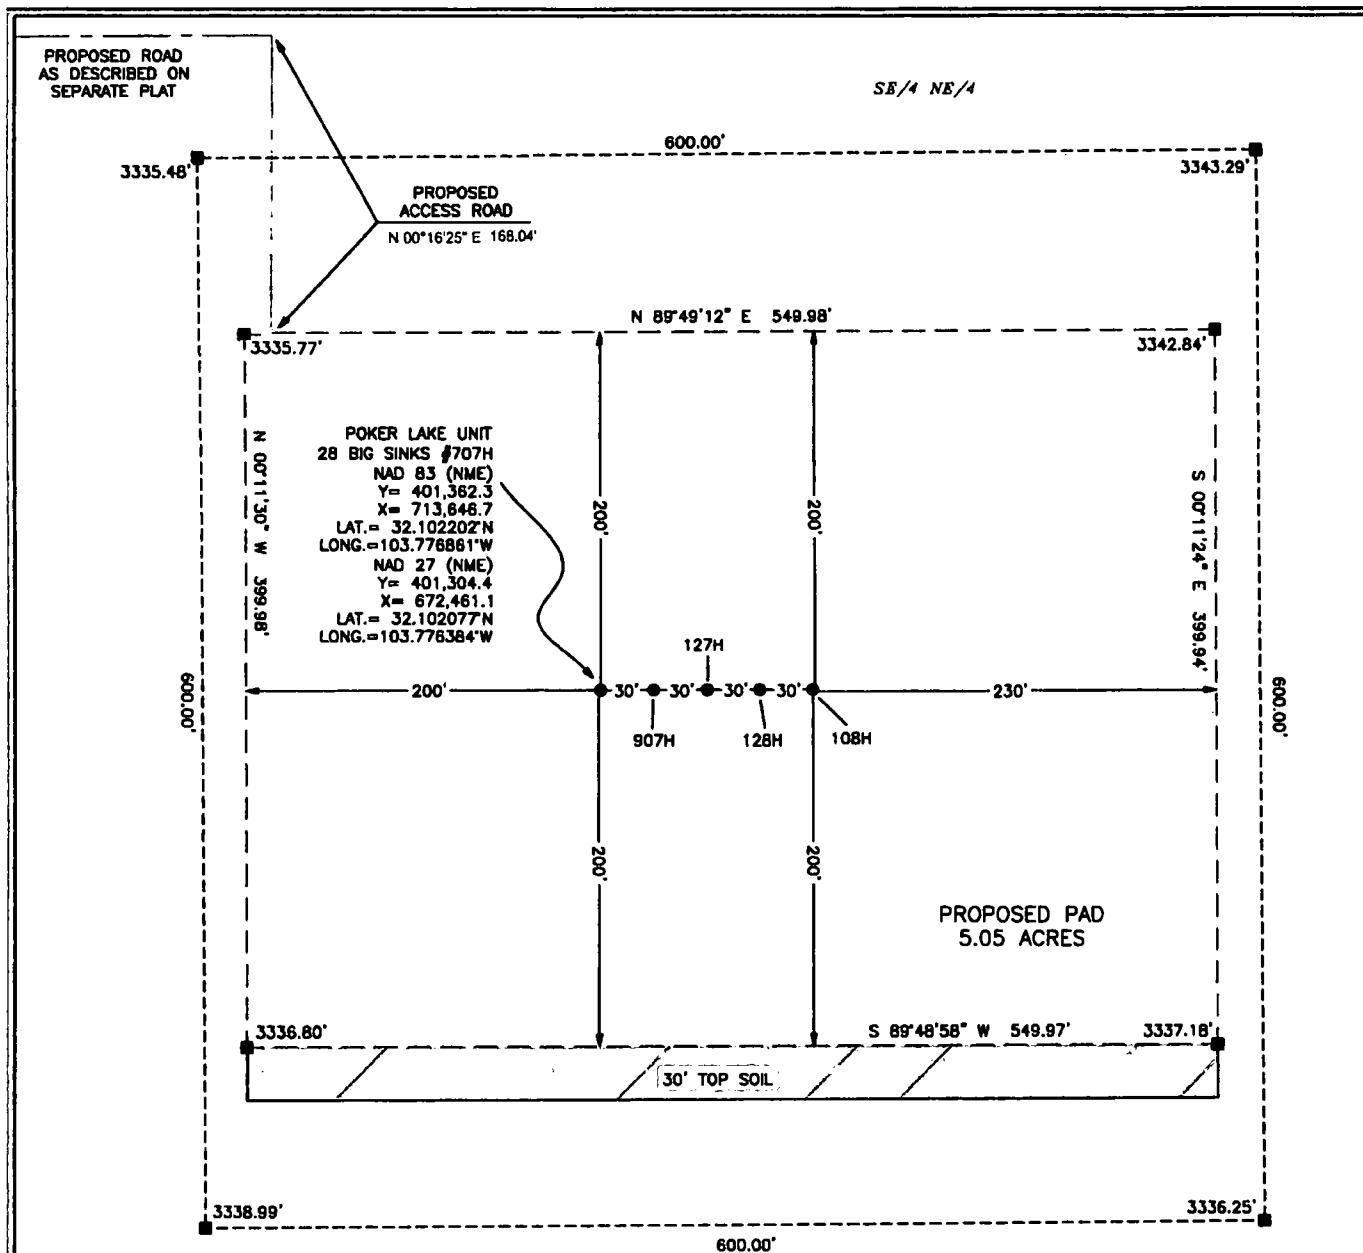 PROPOSED ROAD
AS DESCRIBED ON
SEPARATE PLAT
SE/4 NE/4
600.00'
3335.48'
3343.29'
PROPOSED
ACCESS ROAD
N 00°16'25" E 168.04'
N 89°49'12" E 549.98'
3335.77'
3342.84'
POKER LAKE UNIT
28 BIG SINKS #707H
NAD 83 (NME)
Y= 401,362.3
X= 713,646.7
LAT.= 32.102202°N
LONG.=103.776861°W
NAD 27 (NME)
Y= 401,304.4
X= 672,461.1
LAT.= 32.102077°N
LONG.=103.776384°W
N 00°11'30" W 399.98'
200'
200'
S 00°11'24" E 399.94'
127H
600.00'
200'
30'
30'
30'
30'
230'
600.00'
907H
128H
108H
200'
200'
PROPOSED PAD
5.05 ACRES
3336.80'
S 89°48'58" W 549.97'
3337.18'
30' TOP SOIL
3338.99'
3336.25'
600.00'